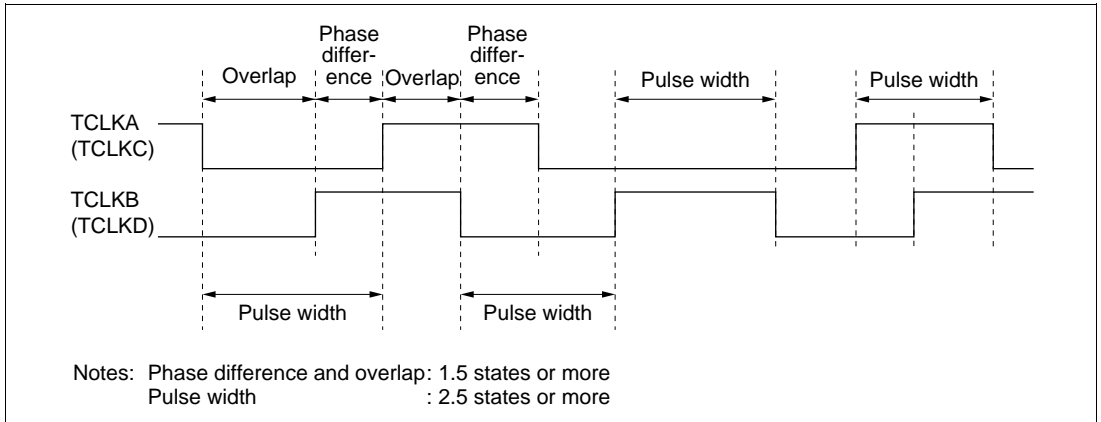 Phase
differ-
ence
Phase
differ-
ence
Overlap
Overlap
Pulse width
Pulse width
TCLKA
(TCLKC)
TCLKB
(TCLKD)
Pulse width
Pulse width
Notes: Phase difference and overlap: 1.5 states or more
Pulse width : 2.5 states or more